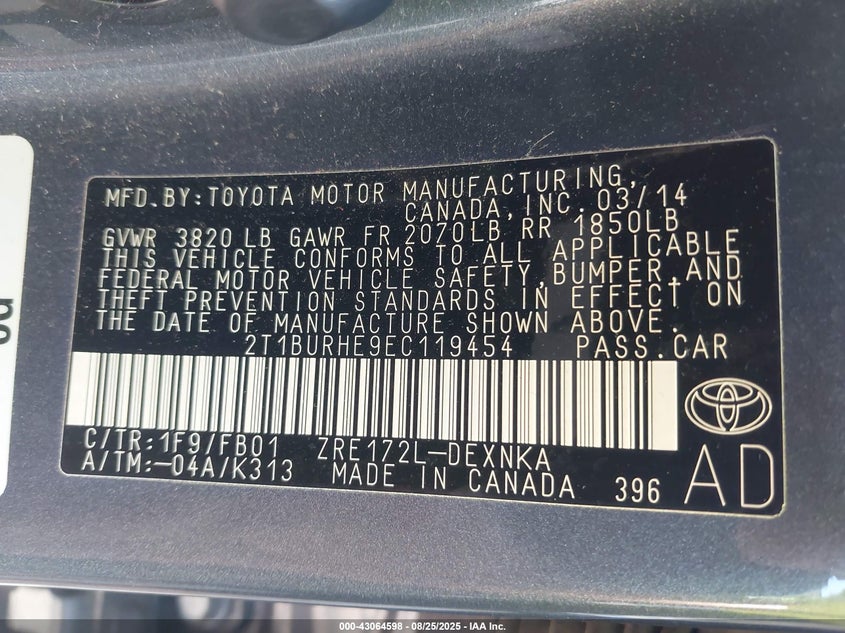 MFD.BY:TOYOTA MOTOR MANUFACTURING,
CANADA,INC. 03/14
GVWR 3820 LB GAWR FR 2070LB, RR 1850LB
THIS VEHICLE CONFORMS TO ALL APPLICABLE
FEDERAL MOTOR VEHICLE SAFETY,BUMPER,AND
THEFT PREVENTION STANDARDS IN EFFECT ON
THE DATE OF MANUFACTURE SHOWN ABOVE.
2T1BURHE9EC119454 PASS.CAR
C/TR:1F9/FB01 ZRE172L-DEXNKA
A/TM:-04A/K313 MADE IN CANADA 396 AD
000-43064598 - 08/25/2025 - IAA Inc.